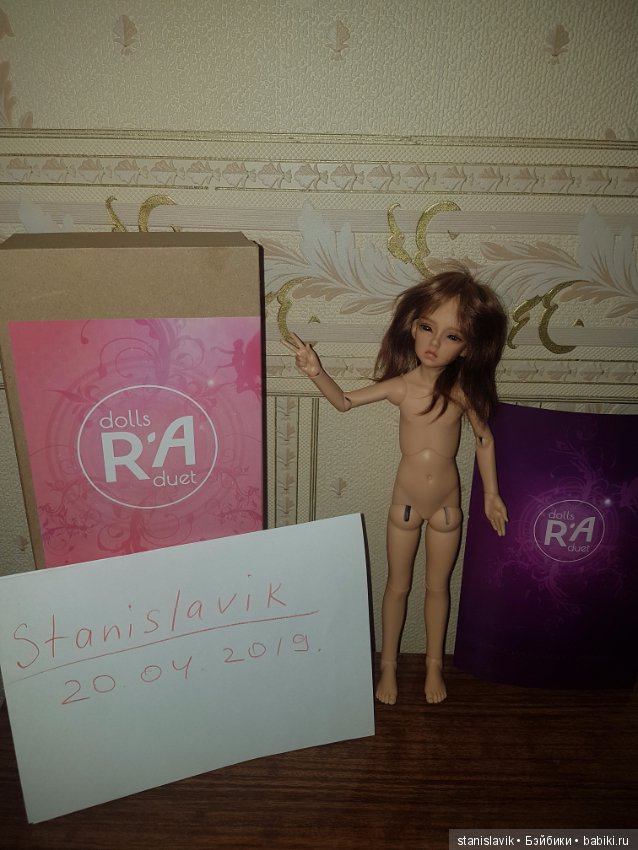 dolls
R'A
duet
dolls
R'A
duet
Stanislavik
20.04.2019.
stanislavik • Бэйбики • babiki.ru